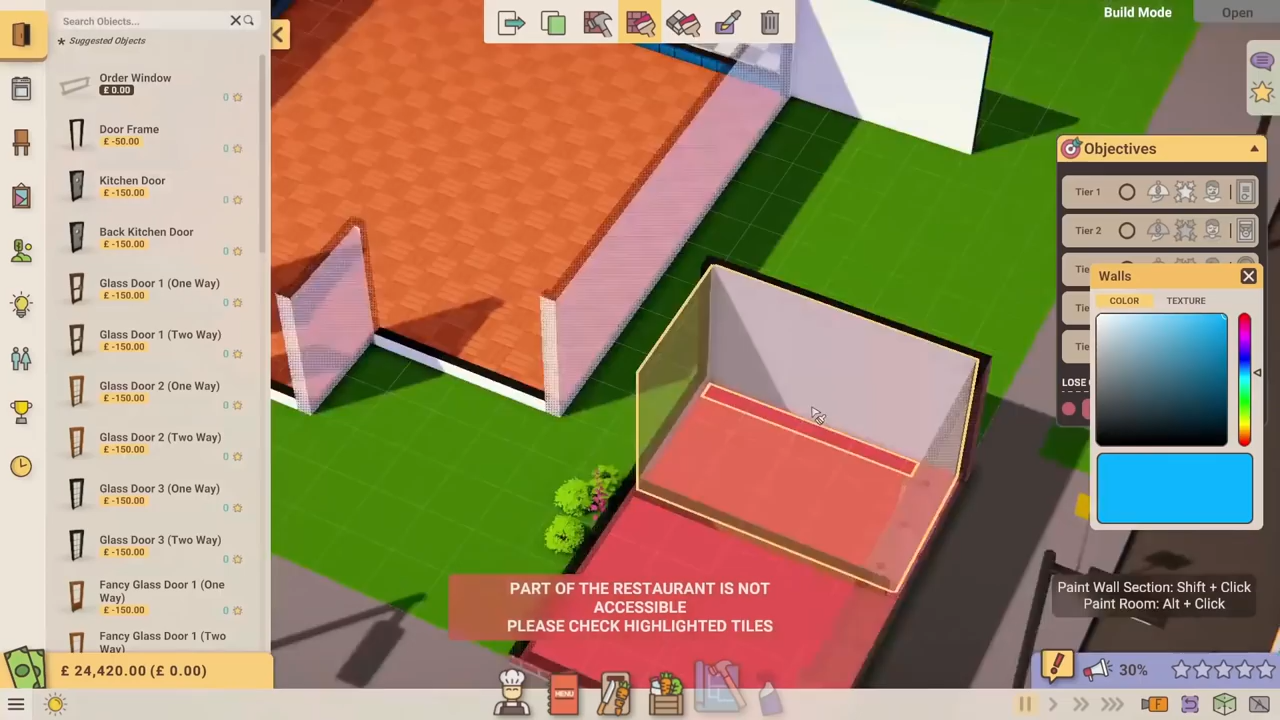 Search Objects...
Suggested Objects
Order Window
£ 0.00
0
Door Frame
£ -50.00
0
Kitchen Door
£ -150.00
0
Back Kitchen Door
£ -150.00
0
Glass Door 1 (One Way)
£ -150.00
0
Glass Door 1 (Two Way)
£ -150.00
0
Glass Door 2 (One Way)
£ -150.00
0
Glass Door 2 (Two Way)
£ -150.00
0
Glass Door 3 (One Way)
£ -150.00
0
Glass Door 3 (Two Way)
£ -150.00
0
Fancy Glass Door 1 (One
Way)
£ -150.00
0
Fancy Glass Door 1 (Two
Way)
£ 24,420.00 (£ 0.00)
Build Mode
Open
Objectives
Tier 1
Tier 2
Tie
Tie
Tie
LOSE
Walls
COLOR
TEXTURE
Paint Wall Section: Shift + Click
Paint Room: Alt + Click
PART OF THE RESTAURANT IS NOT
ACCESSIBLE
PLEASE CHECK HIGHLIGHTED TILES
MENU
30%
F